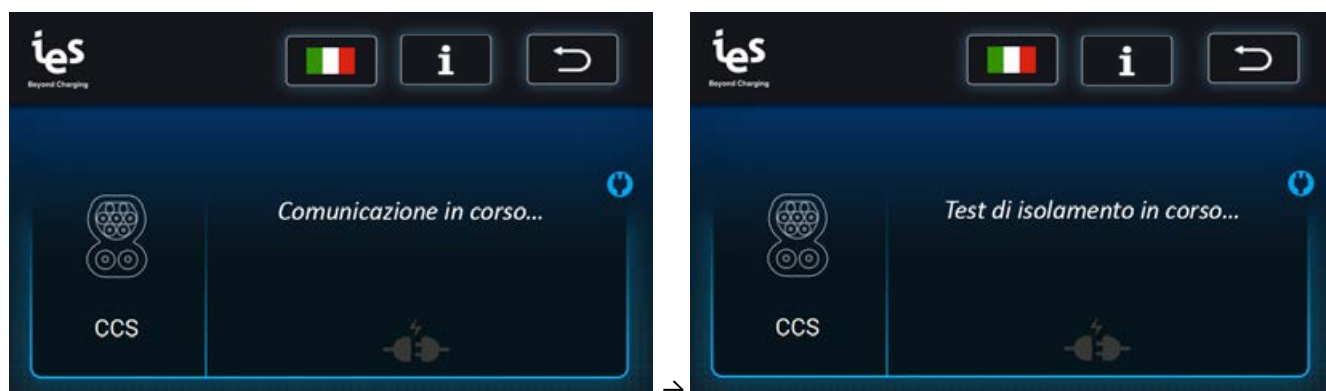 ies
Beyond Charging
i
Comunicazione in corso...
CCS
→
ies
Beyond Charging
i
Test di isolamento in corso...
CCS